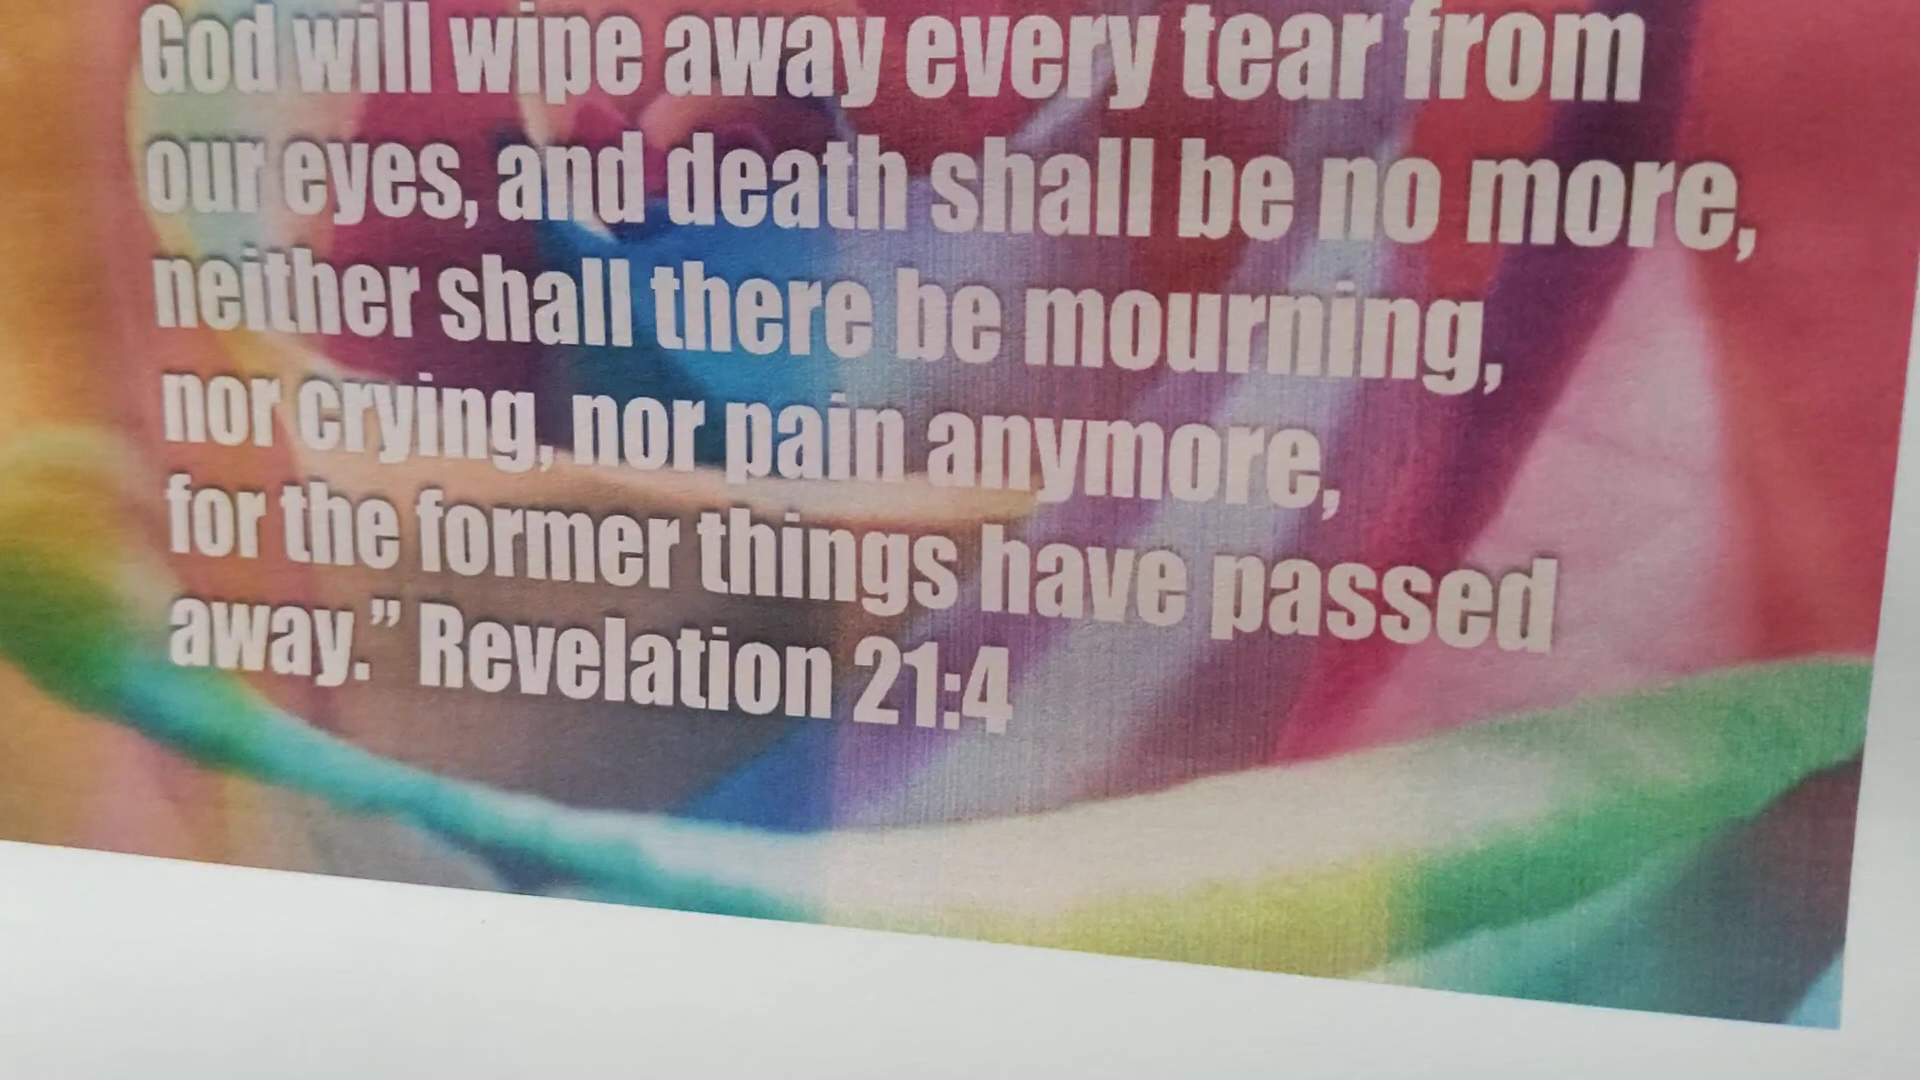 God will wipe away every tear from
our eyes, and death shall be no more,
neither shall there be mourning,
nor crying, nor pain anymore,
for the former things have passed
away.” Revelation 21:4